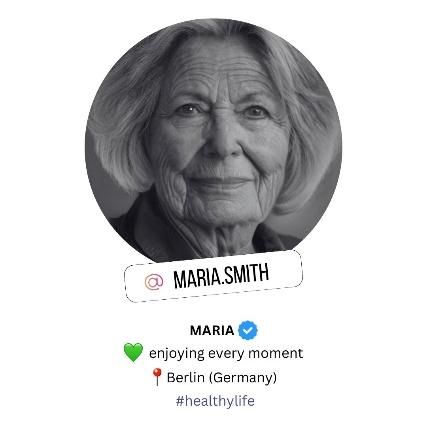 @ MARIA.SMITH
MARIA
💚 enjoying every moment
📍Berlin (Germany)
#healthylife